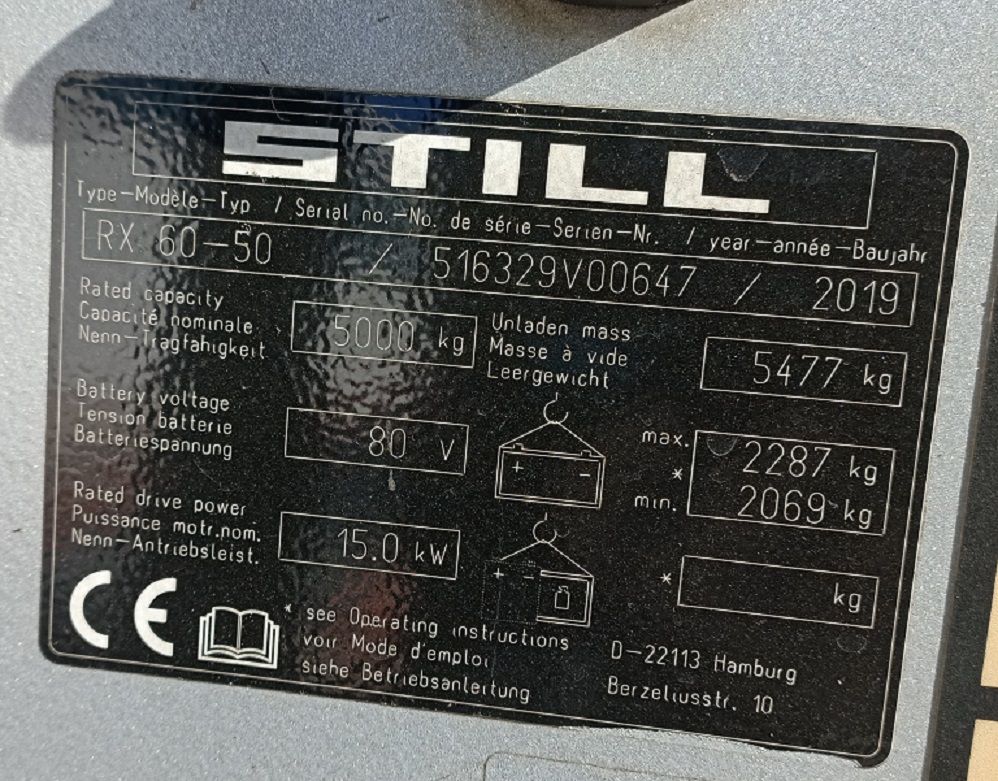 STILL
Type-Modèle-Typ / Serial no.-No. de série-Serien-Nr. / year-année-Baujahr
RX 60-50 / 516329V00647 / 2019
Rated capacity
Capacité nominale
Nenn-Tragfähigkeit
5000 kg
Unladen mass
Masse à vide
Leergewicht
5477 kg
Battery voltage
Tension batterie
Batteriespannung
80 V
+ -
max.
*
min.
2287 kg
2069 kg
Rated drive power
Puissance motr.nom.
Nenn-Antriebsleist.
15.0 kW
+ -
* kg
CE
* see Operating instructions
voir Mode d'emploi
siehe Betriebsanleitung
D-22113 Hamburg
Berzeliusstr. 10